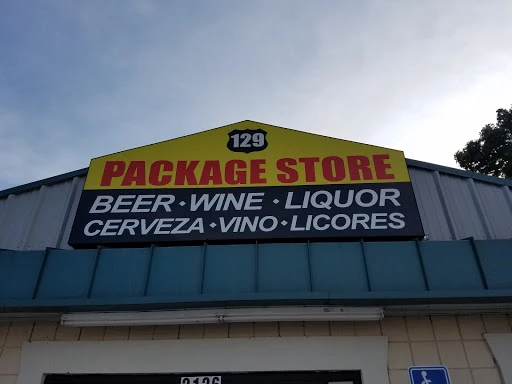 129
PACKAGE STORE
BEER • WINE • LIQUOR
CERVEZA • VINO • LICORES